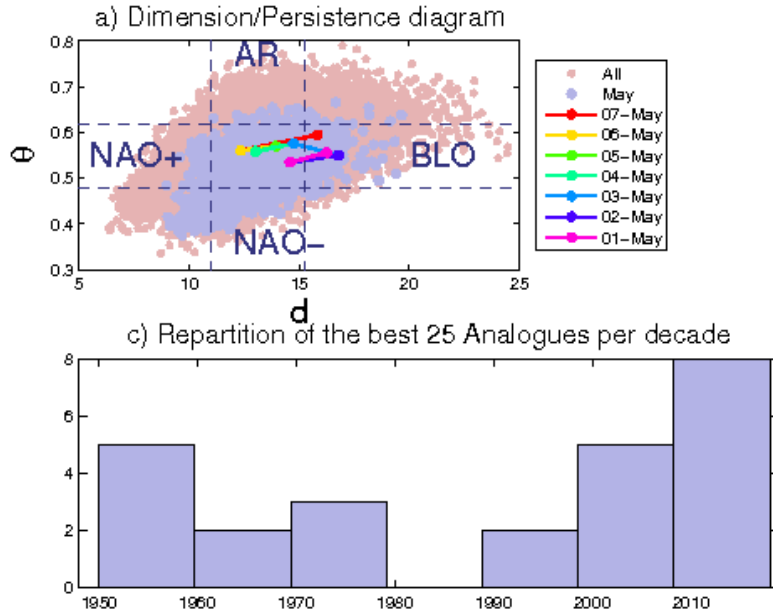 a) Dimension/Persistence diagram
0.8
0.7
0.6
0.5
0.4
0.3
θ
AR
NAO+
BLO
NAO−
5
10
15
20
25
d
All
May
07−May
06−May
05−May
04−May
03−May
02−May
01−May
c) Repartition of the best 25 Analogues per decade
8
6
4
2
0
1950
1960
1970
1980
1990
2000
2010